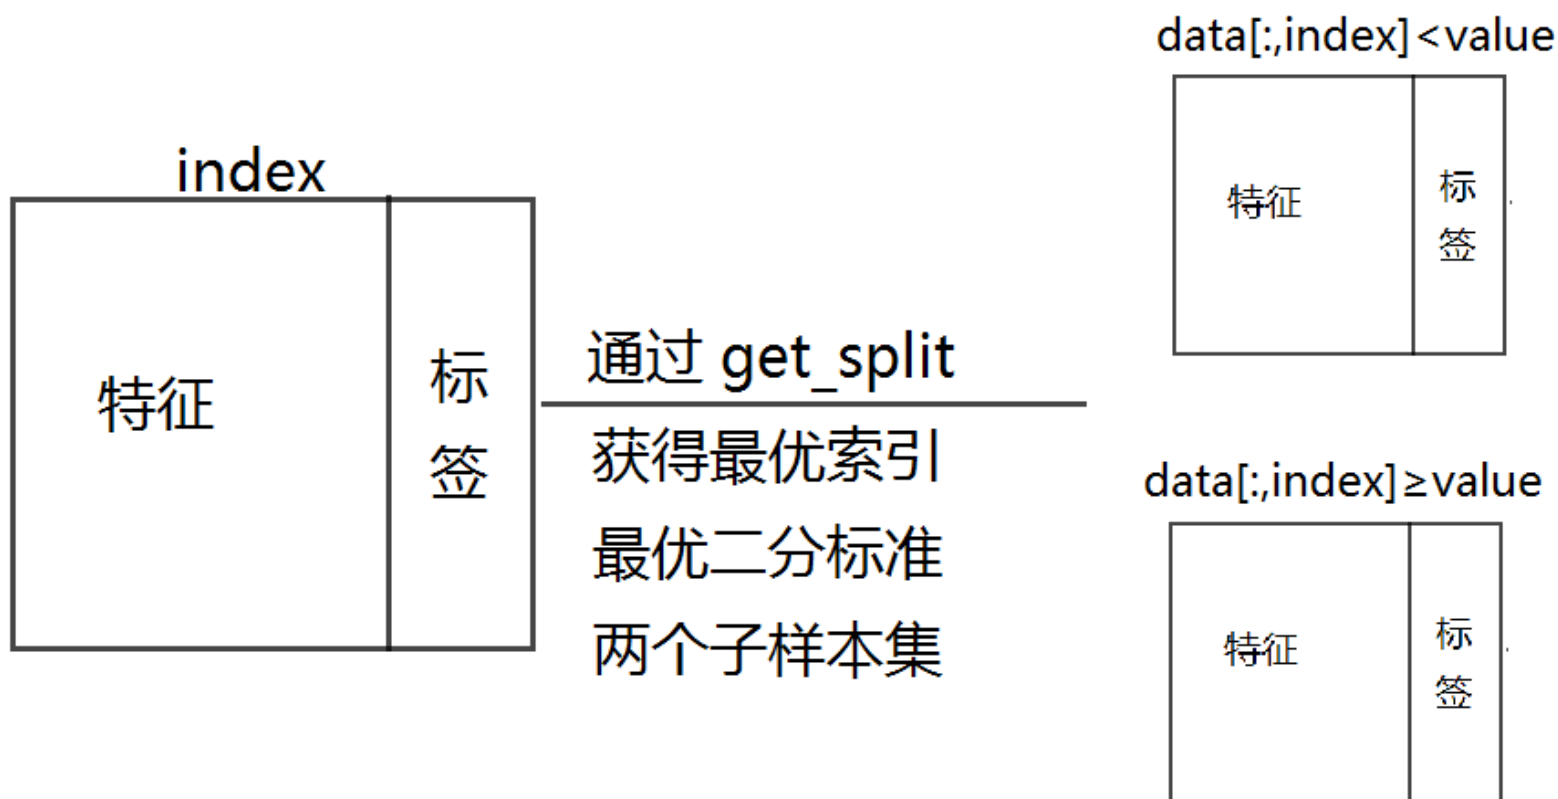 index
特征
标
签
通过 get_split
获得最优索引
最优二分标准
两个子样本集
data[:,index]<value
特征
标
签
data[:,index]≥value
特征
标
签